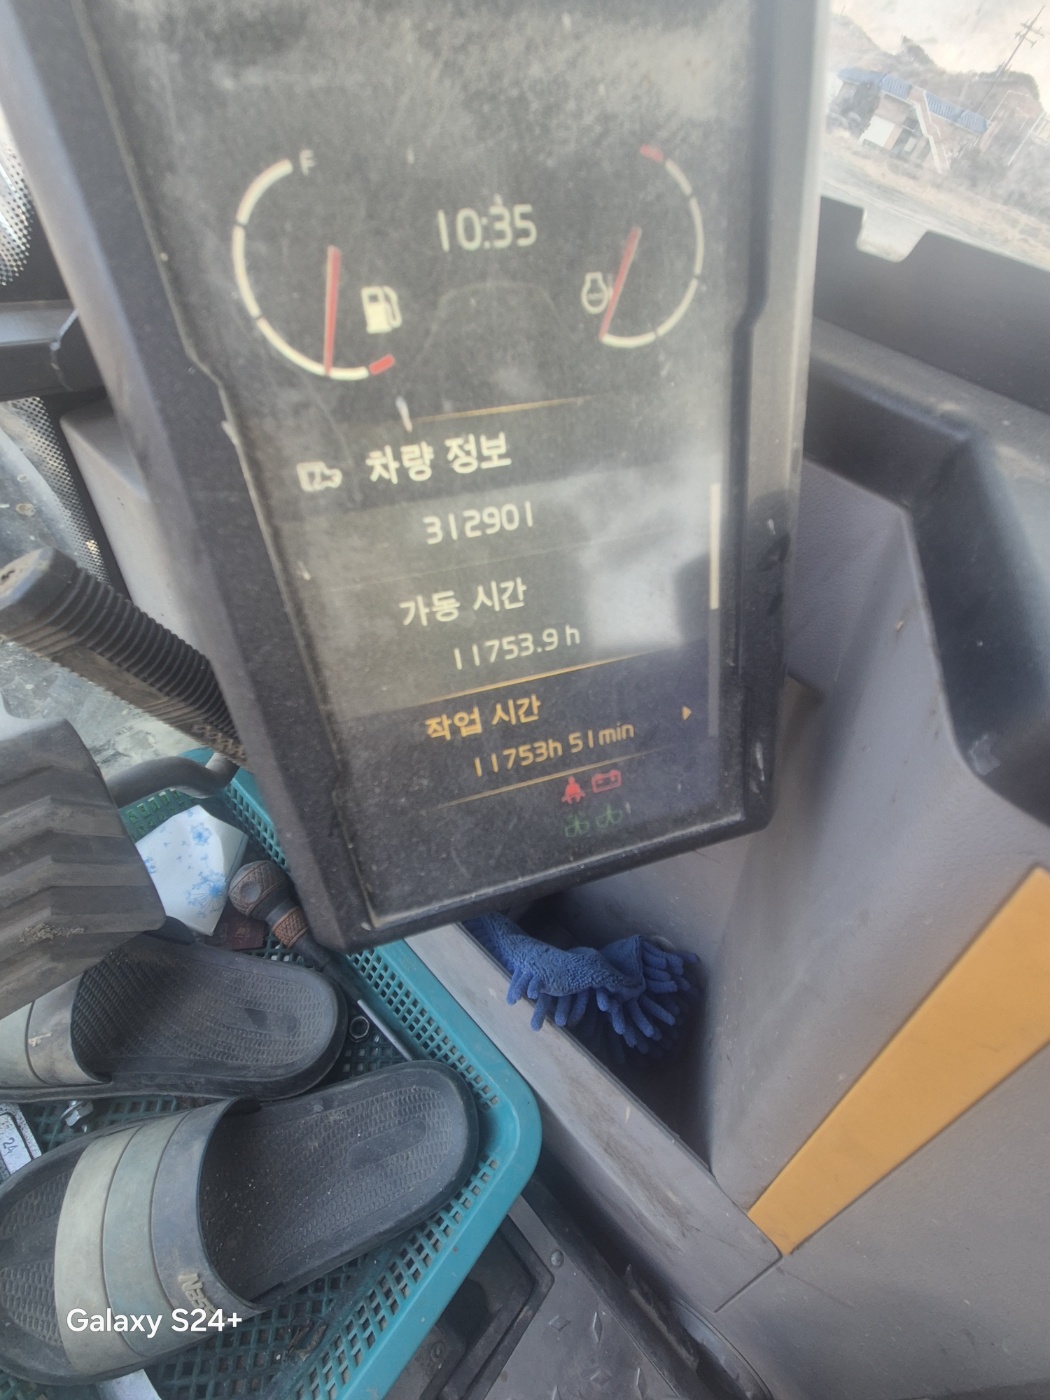 F
10:35
차량 정보
312901
가동 시간
11753.9 h
작업 시간
11753h 51min
24
Galaxy S24+